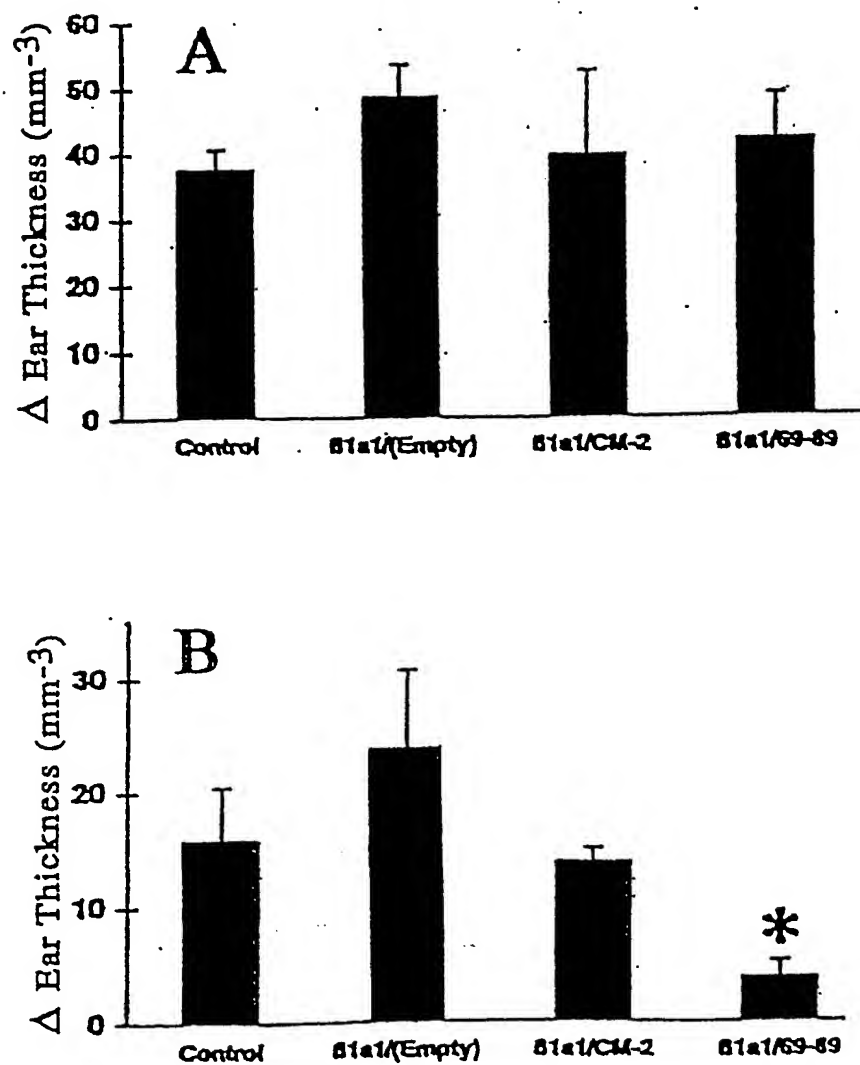 A
Δ Ear Thickness (mm-3)
60
50
40
30
20
10
0
Control
61a1/(Empty)
61a1/CM-2
61a1/69-89
B
Δ Ear Thickness (mm-3)
30
20
10
0
*
Control
61a1/(Empty)
61a1/CM-2
61a1/69-89